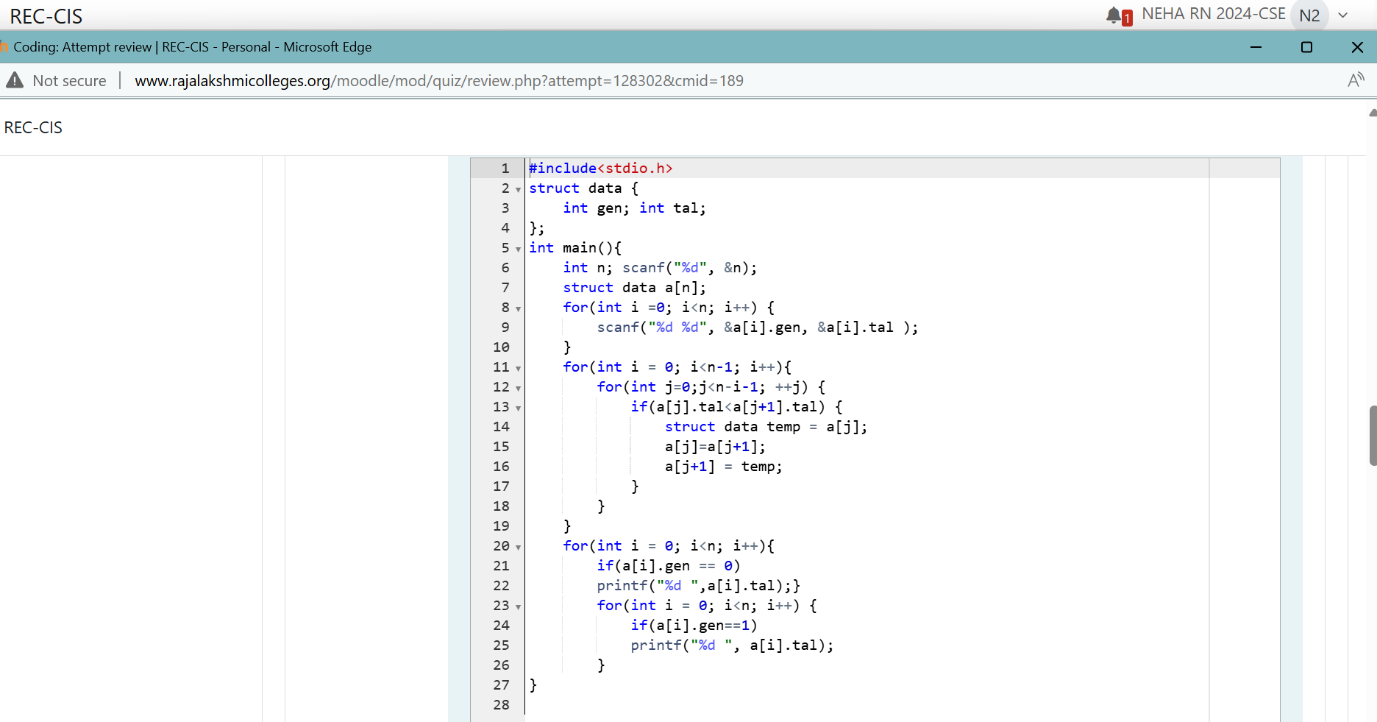 REC-CIS
1 NEHA RN 2024-CSE N2
Coding: Attempt review | REC-CIS - Personal - Microsoft Edge
Not secure | www.rajalakshmicolleges.org/moodle/mod/quiz/review.php?attempt=128302&cmid=189
REC-CIS
1 #include<stdio.h>
2 struct data {
3     int gen; int tal;
4 };
5 int main(){
6     int n; scanf("%d", &n);
7     struct data a[n];
8     for(int i =0; i<n; i++) {
9         scanf("%d %d", &a[i].gen, &a[i].tal );
10     }
11     for(int i = 0; i<n-1; i++){
12         for(int j=0;j<n-i-1; ++j) {
13             if(a[j].tal<a[j+1].tal) {
14                 struct data temp = a[j];
15                 a[j]=a[j+1];
16                 a[j+1] = temp;
17             }
18         }
19     }
20     for(int i = 0; i<n; i++){
21         if(a[i].gen == 0)
22         printf("%d ",a[i].tal);}
23         for(int i = 0; i<n; i++) {
24             if(a[i].gen==1)
25             printf("%d ", a[i].tal);
26         }
27 }
28